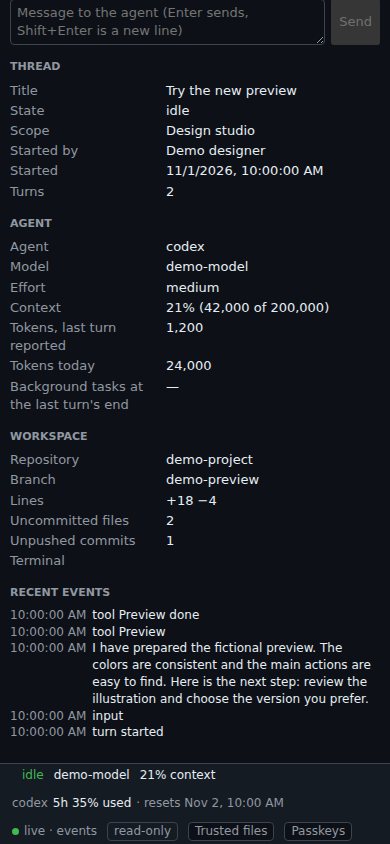 Message to the agent (Enter sends,
Shift+Enter is a new line)
Send
THREAD
Title Try the new preview
State idle
Scope Design studio
Started by Demo designer
Started 11/1/2026, 10:00:00 AM
Turns 2
AGENT
Agent codex
Model demo-model
Effort medium
Context 21% (42,000 of 200,000)
Tokens, last turn 1,200
reported
Tokens today 24,000
Background tasks at —
the last turn's end
WORKSPACE
Repository demo-project
Branch demo-preview
Lines +18 −4
Uncommitted files 2
Unpushed commits 1
Terminal
RECENT EVENTS
10:00:00 AM tool Preview done
10:00:00 AM tool Preview
10:00:00 AM I have prepared the fictional preview. The
colors are consistent and the main actions are
easy to find. Here is the next step: review the
illustration and choose the version you prefer.
10:00:00 AM input
10:00:00 AM turn started
idle demo-model 21% context
codex 5h 35% used · resets Nov 2, 10:00 AM
live · events read-only Trusted files Passkeys